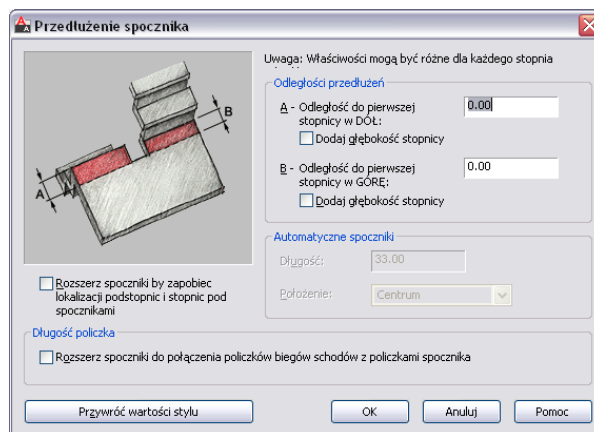 Przedłużenie spocznika
Uwaga: Właściwości mogą być różne dla każdego stopnia
Odległości przedłużeń
A - Odległość do pierwszej
stopnicy w DÓŁ:
0.00
Dodaj głębokość stopnicy
B - Odległość do pierwszej
stopnicy w GÓRĘ:
0.00
Dodaj głębokość stopnicy
B
A
Automatyczne spoczniki
Długość:
33.00
Położenie:
Centrum
Rozszerz spoczniki by zapobiec
lokalizacji podstopnic i stopnic pod
spocznikami
Długość policzka
Rozszerz spoczniki do połączenia policzków biegów schodów z policzkami spocznika
Przywróć wartości stylu
OK
Anuluj
Pomoc